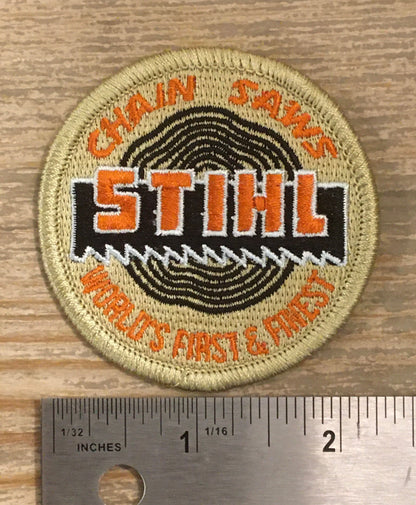 CHAIN SAWS
STIHL
WORLD'S FIRST & FINEST
1/32 1 1/16 2
INCHES